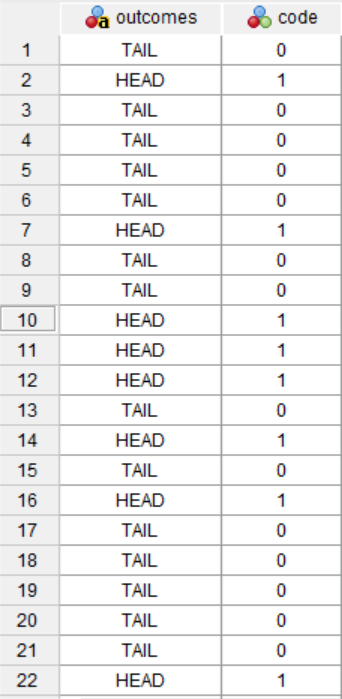 outcomes code
1 TAIL 0
2 HEAD 1
3 TAIL 0
4 TAIL 0
5 TAIL 0
6 TAIL 0
7 HEAD 1
8 TAIL 0
9 TAIL 0
10 HEAD 1
11 HEAD 1
12 HEAD 1
13 TAIL 0
14 HEAD 1
15 TAIL 0
16 HEAD 1
17 TAIL 0
18 TAIL 0
19 TAIL 0
20 TAIL 0
21 TAIL 0
22 HEAD 1